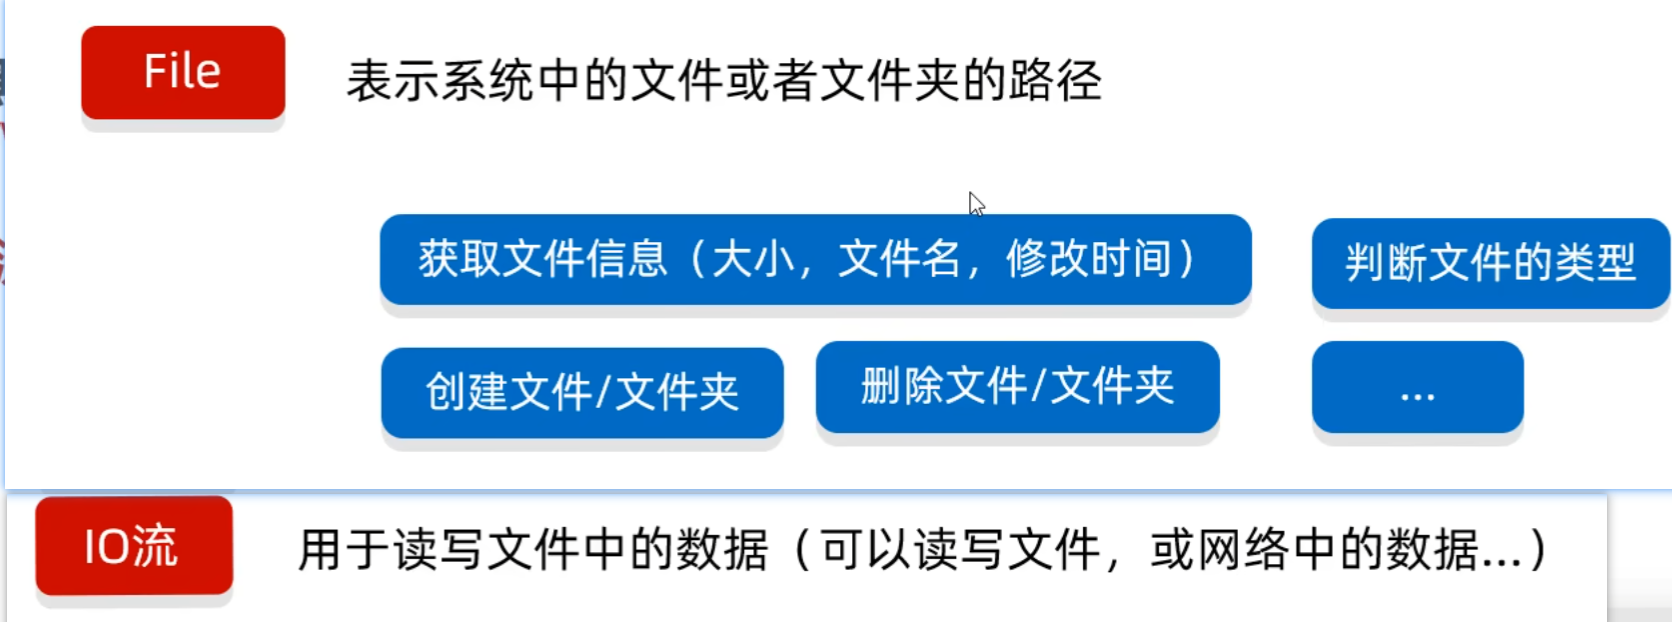 File
表示系统中的文件或者文件夹的路径
获取文件信息（大小，文件名，修改时间）
判断文件的类型
创建文件/文件夹
删除文件/文件夹
...
IO流
用于读写文件中的数据（可以读写文件，或网络中的数据...）